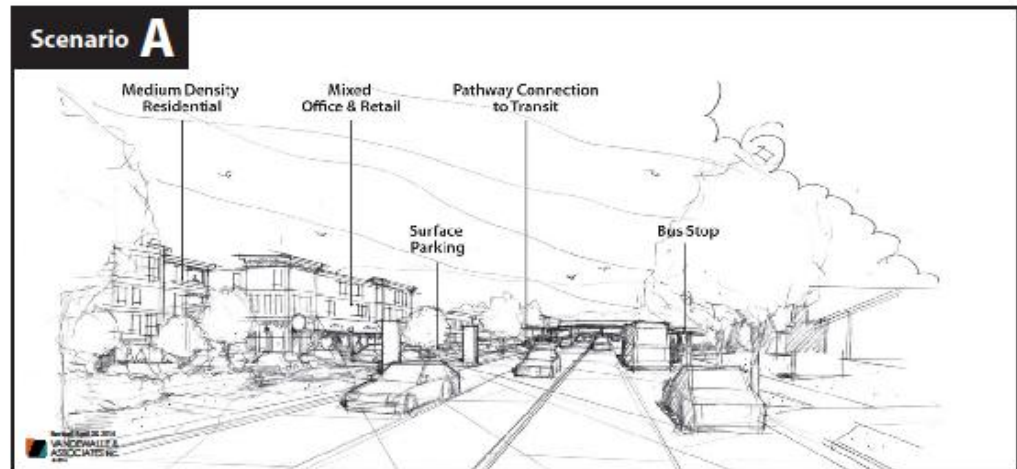 Scenario A
Medium Density
Residential
Mixed
Office & Retail
Pathway Connection
to Transit
Surface
Parking
Bus Stop
VANDEWALLE &
ASSOCIATES INC.